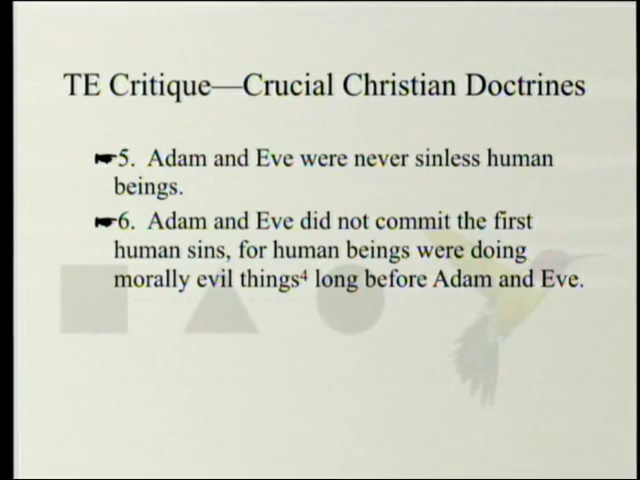 TE Critique—Crucial Christian Doctrines
5. Adam and Eve were never sinless human
beings.
6. Adam and Eve did not commit the first
human sins, for human beings were doing
morally evil things⁴ long before Adam and Eve.